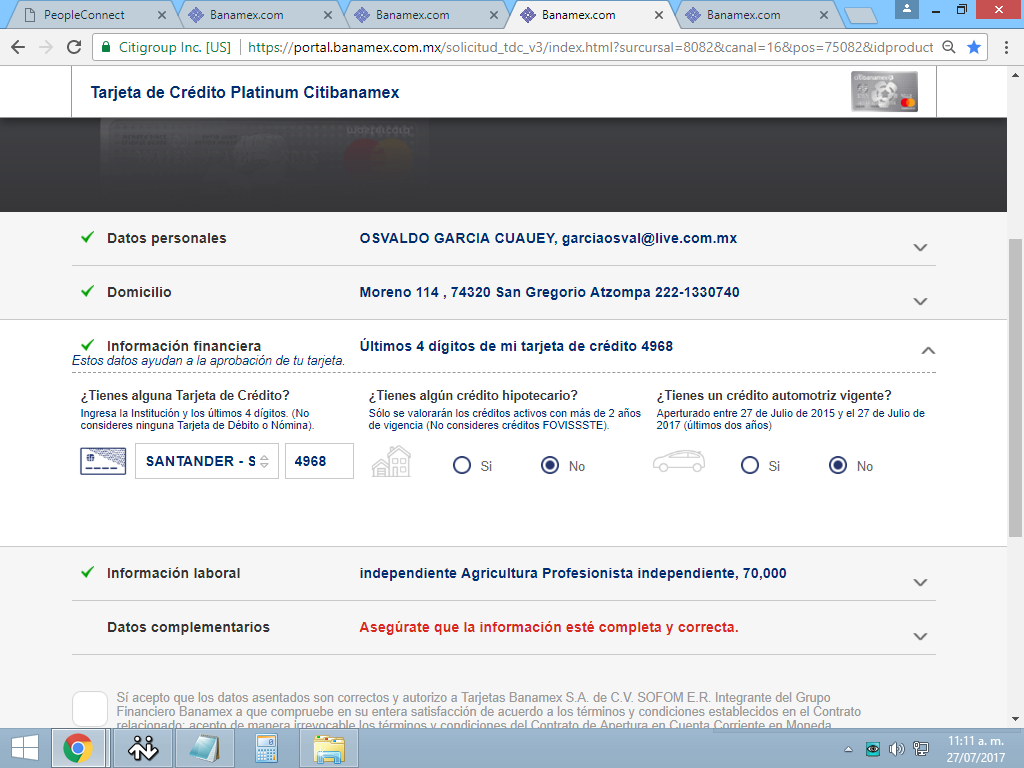 PeopleConnect
Banamex.com
Banamex.com
Banamex.com
Banamex.com
Citigroup Inc. [US]
https://portal.banamex.com.mx/solicitud_tdc_v3/index.html?surcursal=8082&canal=16&pos=75082&idproduct
Tarjeta de Crédito Platinum Citibanamex
Datos personales
OSVALDO GARCIA CUAUEY, garciaosval@live.com.mx
Domicilio
Moreno 114 , 74320 San Gregorio Atzompa 222-1330740
Información financiera
Últimos 4 dígitos de mi tarjeta de crédito 4968
Estos datos ayudan a la aprobación de tu tarjeta.
¿Tienes alguna Tarjeta de Crédito?
Ingresa la Institución y los últimos 4 dígitos. (No
consideres ninguna Tarjeta de Débito o Nómina).
SANTANDER - S
4968
¿Tienes algún crédito hipotecario?
Sólo se valorarán los créditos activos con más de 2 años
de vigencia (No consideres créditos FOVISSSTE).
Si
No
¿Tienes un crédito automotriz vigente?
Aperturado entre 27 de Julio de 2015 y el 27 de Julio de
2017 (últimos dos años)
Si
No
Información laboral
independiente Agricultura Profesionista independiente, 70,000
Datos complementarios
Asegúrate que la información esté completa y correcta.
Sí acepto que los datos asentados son correctos y autorizo a Tarjetas Banamex S.A. de C.V. SOFOM E.R. Integrante del Grupo
Financiero Banamex a que compruebe en su entera satisfacción de acuerdo a los términos y condiciones establecidos en el Contrato
relacionado; acepto de manera irrevocable los términos y condiciones del Contrato de Apertura en Cuenta Corriente en Moneda
11:11 a. m.
27/07/2017